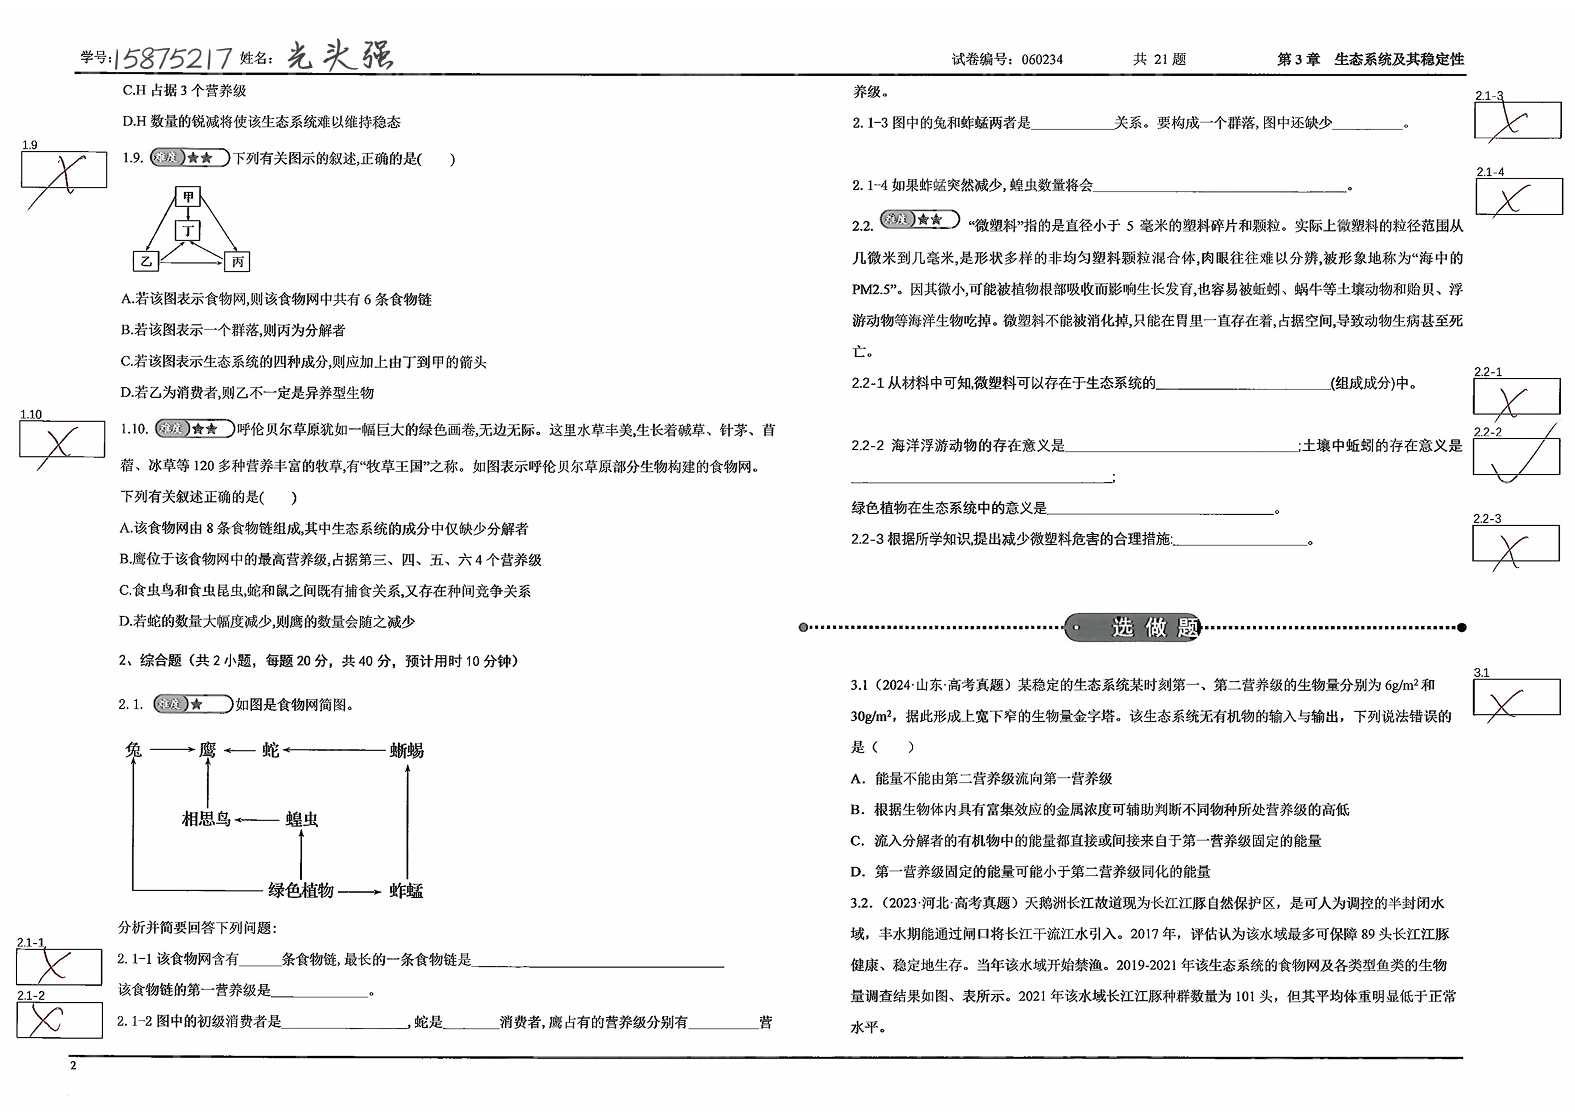 学号: 15875217 姓名: 光头强
试卷编号：060234 共 21 题 第 3 章 生态系统及其稳定性
C.H 占据 3 个营养级
D.H 数量的锐减将使该生态系统难以维持稳态
1.9
1.9. 难度★★ 下列有关图示的叙述,正确的是( )
甲
丁
乙 丙
A.若该图表示食物网,则该食物网中共有 6 条食物链
B.若该图表示一个群落,则丙为分解者
C.若该图表示生态系统的四种成分,则应加上由丁到甲的箭头
D.若乙为消费者,则乙不一定是异养型生物
1.10
1.10. 难度★★ 呼伦贝尔草原犹如一幅巨大的绿色画卷,无边无际。这里水草丰美,生长着碱草、针茅、苜
蓿、冰草等 120 多种营养丰富的牧草,有“牧草王国”之称。如图表示呼伦贝尔草原部分生物构建的食物网。
下列有关叙述正确的是( )
A.该食物网由 8 条食物链组成,其中生态系统的成分中仅缺少分解者
B.鹰位于该食物网中的最高营养级,占据第三、四、五、六 4 个营养级
C.食虫鸟和食虫昆虫,蛇和鼠之间既有捕食关系,又存在种间竞争关系
D.若蛇的数量大幅度减少,则鹰的数量会随之减少
2、综合题（共 2 小题，每题 20 分，共 40 分，预计用时 10 分钟）
2. 1. 难度★ 如图是食物网简图。
兔 鹰 蛇 蜥蜴
相思鸟 蝗虫
绿色植物 蚱蜢
分析并简要回答下列问题:
2.1-1
2. 1-1 该食物网含有______条食物链, 最长的一条食物链是____________________
该食物链的第一营养级是____________。
2.1-2
2. 1-2 图中的初级消费者是________________, 蛇是_______消费者, 鹰占有的营养级分别有_________营
养级。
2.1-3
2. 1-3 图中的兔和蚱蜢两者是___________关系。要构成一个群落, 图中还缺少_________。
2.1-4
2. 1-4 如果蚱蜢突然减少, 蝗虫数量将会____________________。
2.2. 难度★★ “微塑料”指的是直径小于 5 毫米的塑料碎片和颗粒。实际上微塑料的粒径范围从
几微米到几毫米,是形状多样的非均匀塑料颗粒混合体,肉眼往往难以分辨,被形象地称为“海中的
PM2.5”。因其微小,可能被植物根部吸收而影响生长发育,也容易被蚯蚓、蜗牛等土壤动物和贻贝、浮
游动物等海洋生物吃掉。微塑料不能被消化掉,只能在胃里一直存在着,占据空间,导致动物生病甚至死
亡。
2.2-1
2.2-1 从材料中可知,微塑料可以存在于生态系统的____________________(组成成分)中。
2.2-2
2.2-2 海洋浮游动物的存在意义是____________________;土壤中蚯蚓的存在意义是
____________________;
绿色植物在生态系统中的意义是____________________。
2.2-3
2.2-3 根据所学知识,提出减少微塑料危害的合理措施:_________________。
选做题
3.1
3.1（2024·山东·高考真题）某稳定的生态系统某时刻第一、第二营养级的生物量分别为 6g/m² 和
30g/m²，据此形成上宽下窄的生物量金字塔。该生态系统无有机物的输入与输出，下列说法错误的
是（ ）
A．能量不能由第二营养级流向第一营养级
B．根据生物体内具有富集效应的金属浓度可辅助判断不同物种所处营养级的高低
C．流入分解者的有机物中的能量都直接或间接来自于第一营养级固定的能量
D．第一营养级固定的能量可能小于第二营养级同化的能量
3.2.（2023·河北·高考真题）天鹅洲长江故道现为长江江豚自然保护区，是可人为调控的半封闭水
域，丰水期能通过闸口将长江干流江水引入。2017 年，评估认为该水域最多可保障 89 头长江江豚
健康、稳定地生存。当年该水域开始禁渔。2019-2021 年该生态系统的食物网及各类型鱼类的生物
量调查结果如图、表所示。2021 年该水域长江江豚种群数量为 101 头，但其平均体重明显低于正常
水平。
2